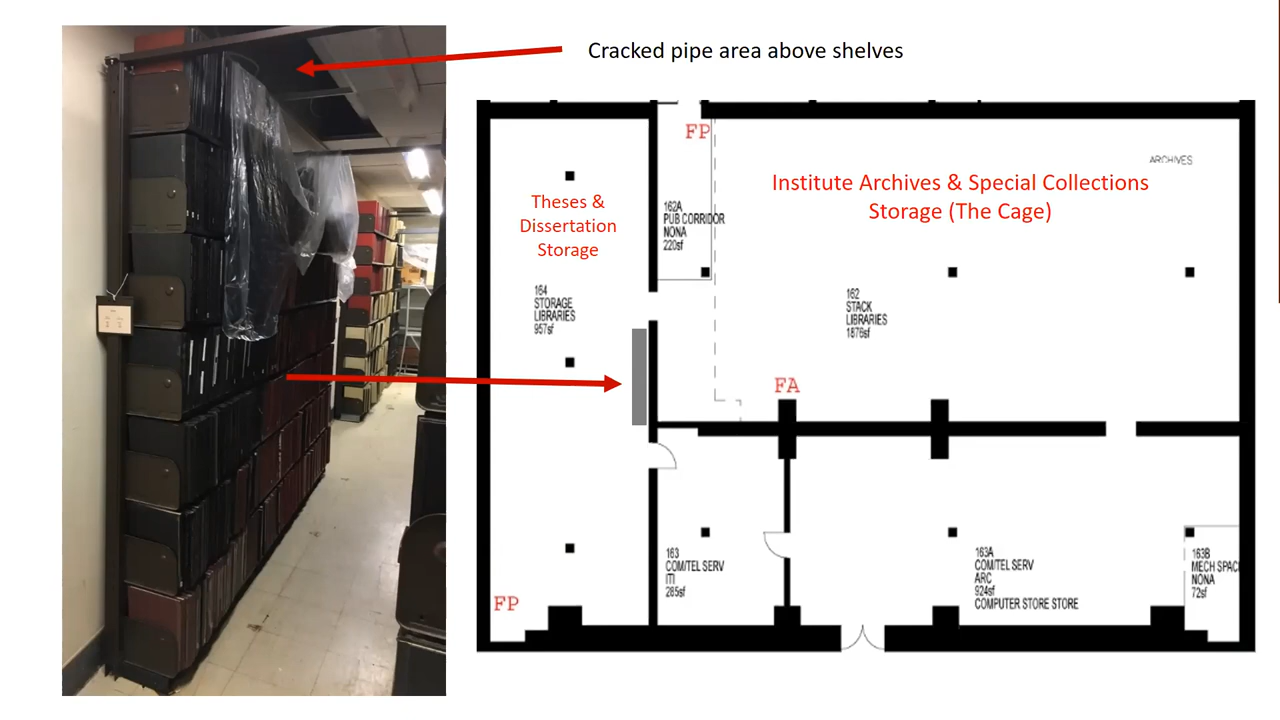 Cracked pipe area above shelves
FP
ARCHIVES
Institute Archives & Special Collections
Storage (The Cage)
Theses &
Dissertation
Storage
162A
PUB CORRIDOR
NONA
220sf
164
STORAGE
LIBRARIES
957sf
162
STACK
LIBRARIES
1876sf
FA
163
COM/TEL SERV
ITI
285sf
163A
COM/TEL SERV
ARC
924sf
COMPUTER STORE STORE
163B
MECH SPAC
NONA
72sf
FP